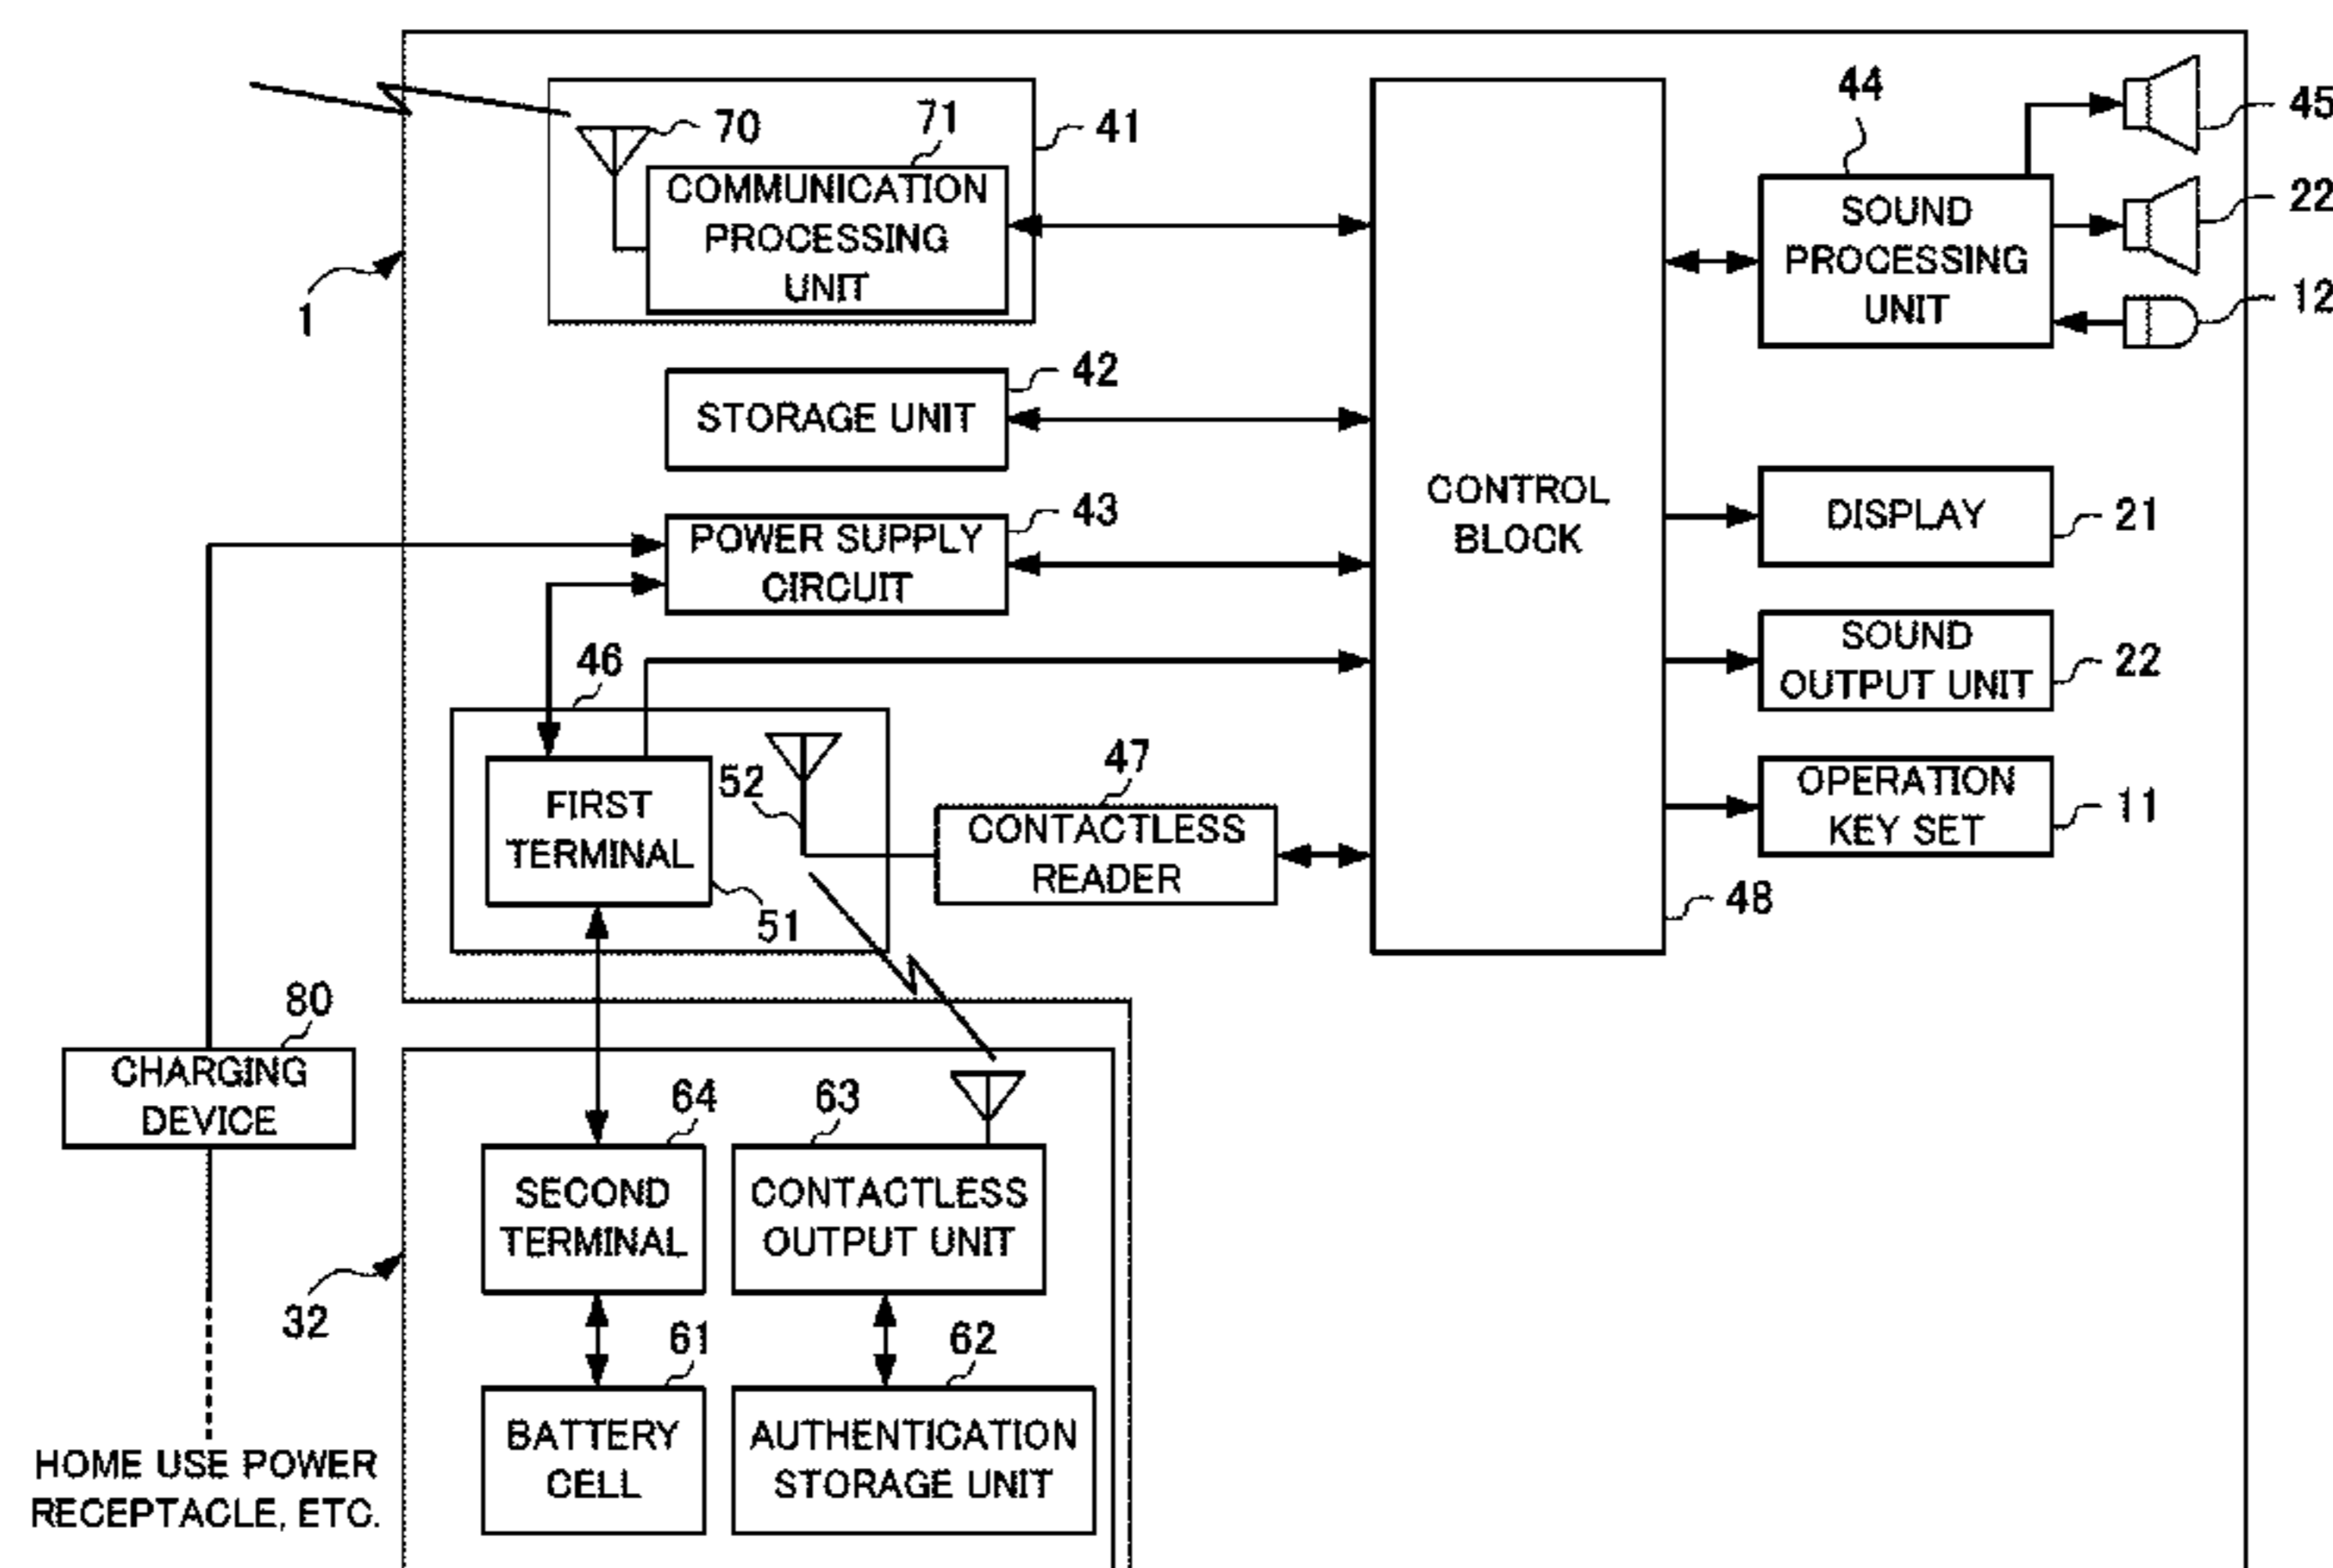 70
71
41
44
45
COMMUNICATION
PROCESSING
UNIT
SOUND
PROCESSING
UNIT
22
12
1
42
STORAGE UNIT
CONTROL
BLOCK
43
POWER SUPPLY
CIRCUIT
DISPLAY
21
46
SOUND
OUTPUT UNIT
22
FIRST
TERMINAL
52
47
CONTACTLESS
READER
OPERATION
KEY SET
11
51
48
80
CHARGING
DEVICE
64
63
SECOND
TERMINAL
CONTACTLESS
OUTPUT UNIT
32
61
62
BATTERY
CELL
AUTHENTICATION
STORAGE UNIT
HOME USE POWER
RECEPTACLE, ETC.